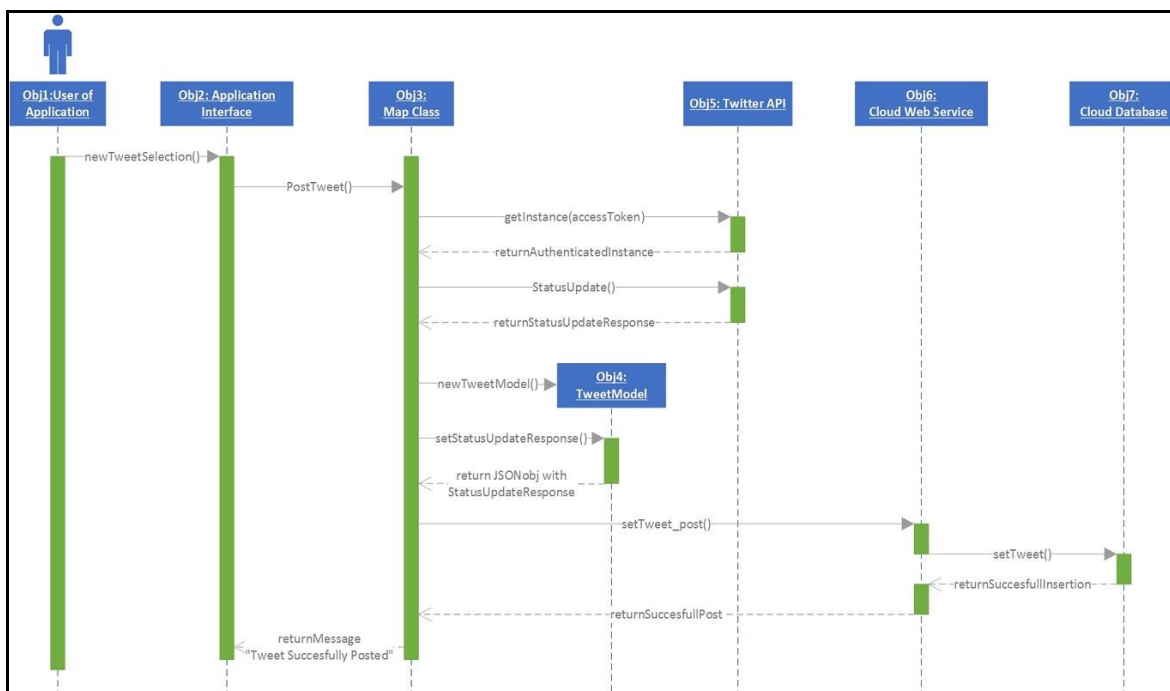 Obj1:User of
Application
Obj2: Application
Interface
Obj3:
Map Class
Obj5: Twitter API
Obj6:
Cloud Web Service
Obj7:
Cloud Database
newTweetSelection()
PostTweet()
getInstance(accessToken)
returnAuthenticatedInstance
StatusUpdate()
returnStatusUpdateResponse
newTweetModel()
Obj4:
TweetModel
setStatusUpdateResponse()
return JSONobj with
StatusUpdateResponse
setTweet_post()
setTweet()
returnSuccesfullInsertion
returnSuccesfullPost
returnMessage
"Tweet Succesfully Posted"